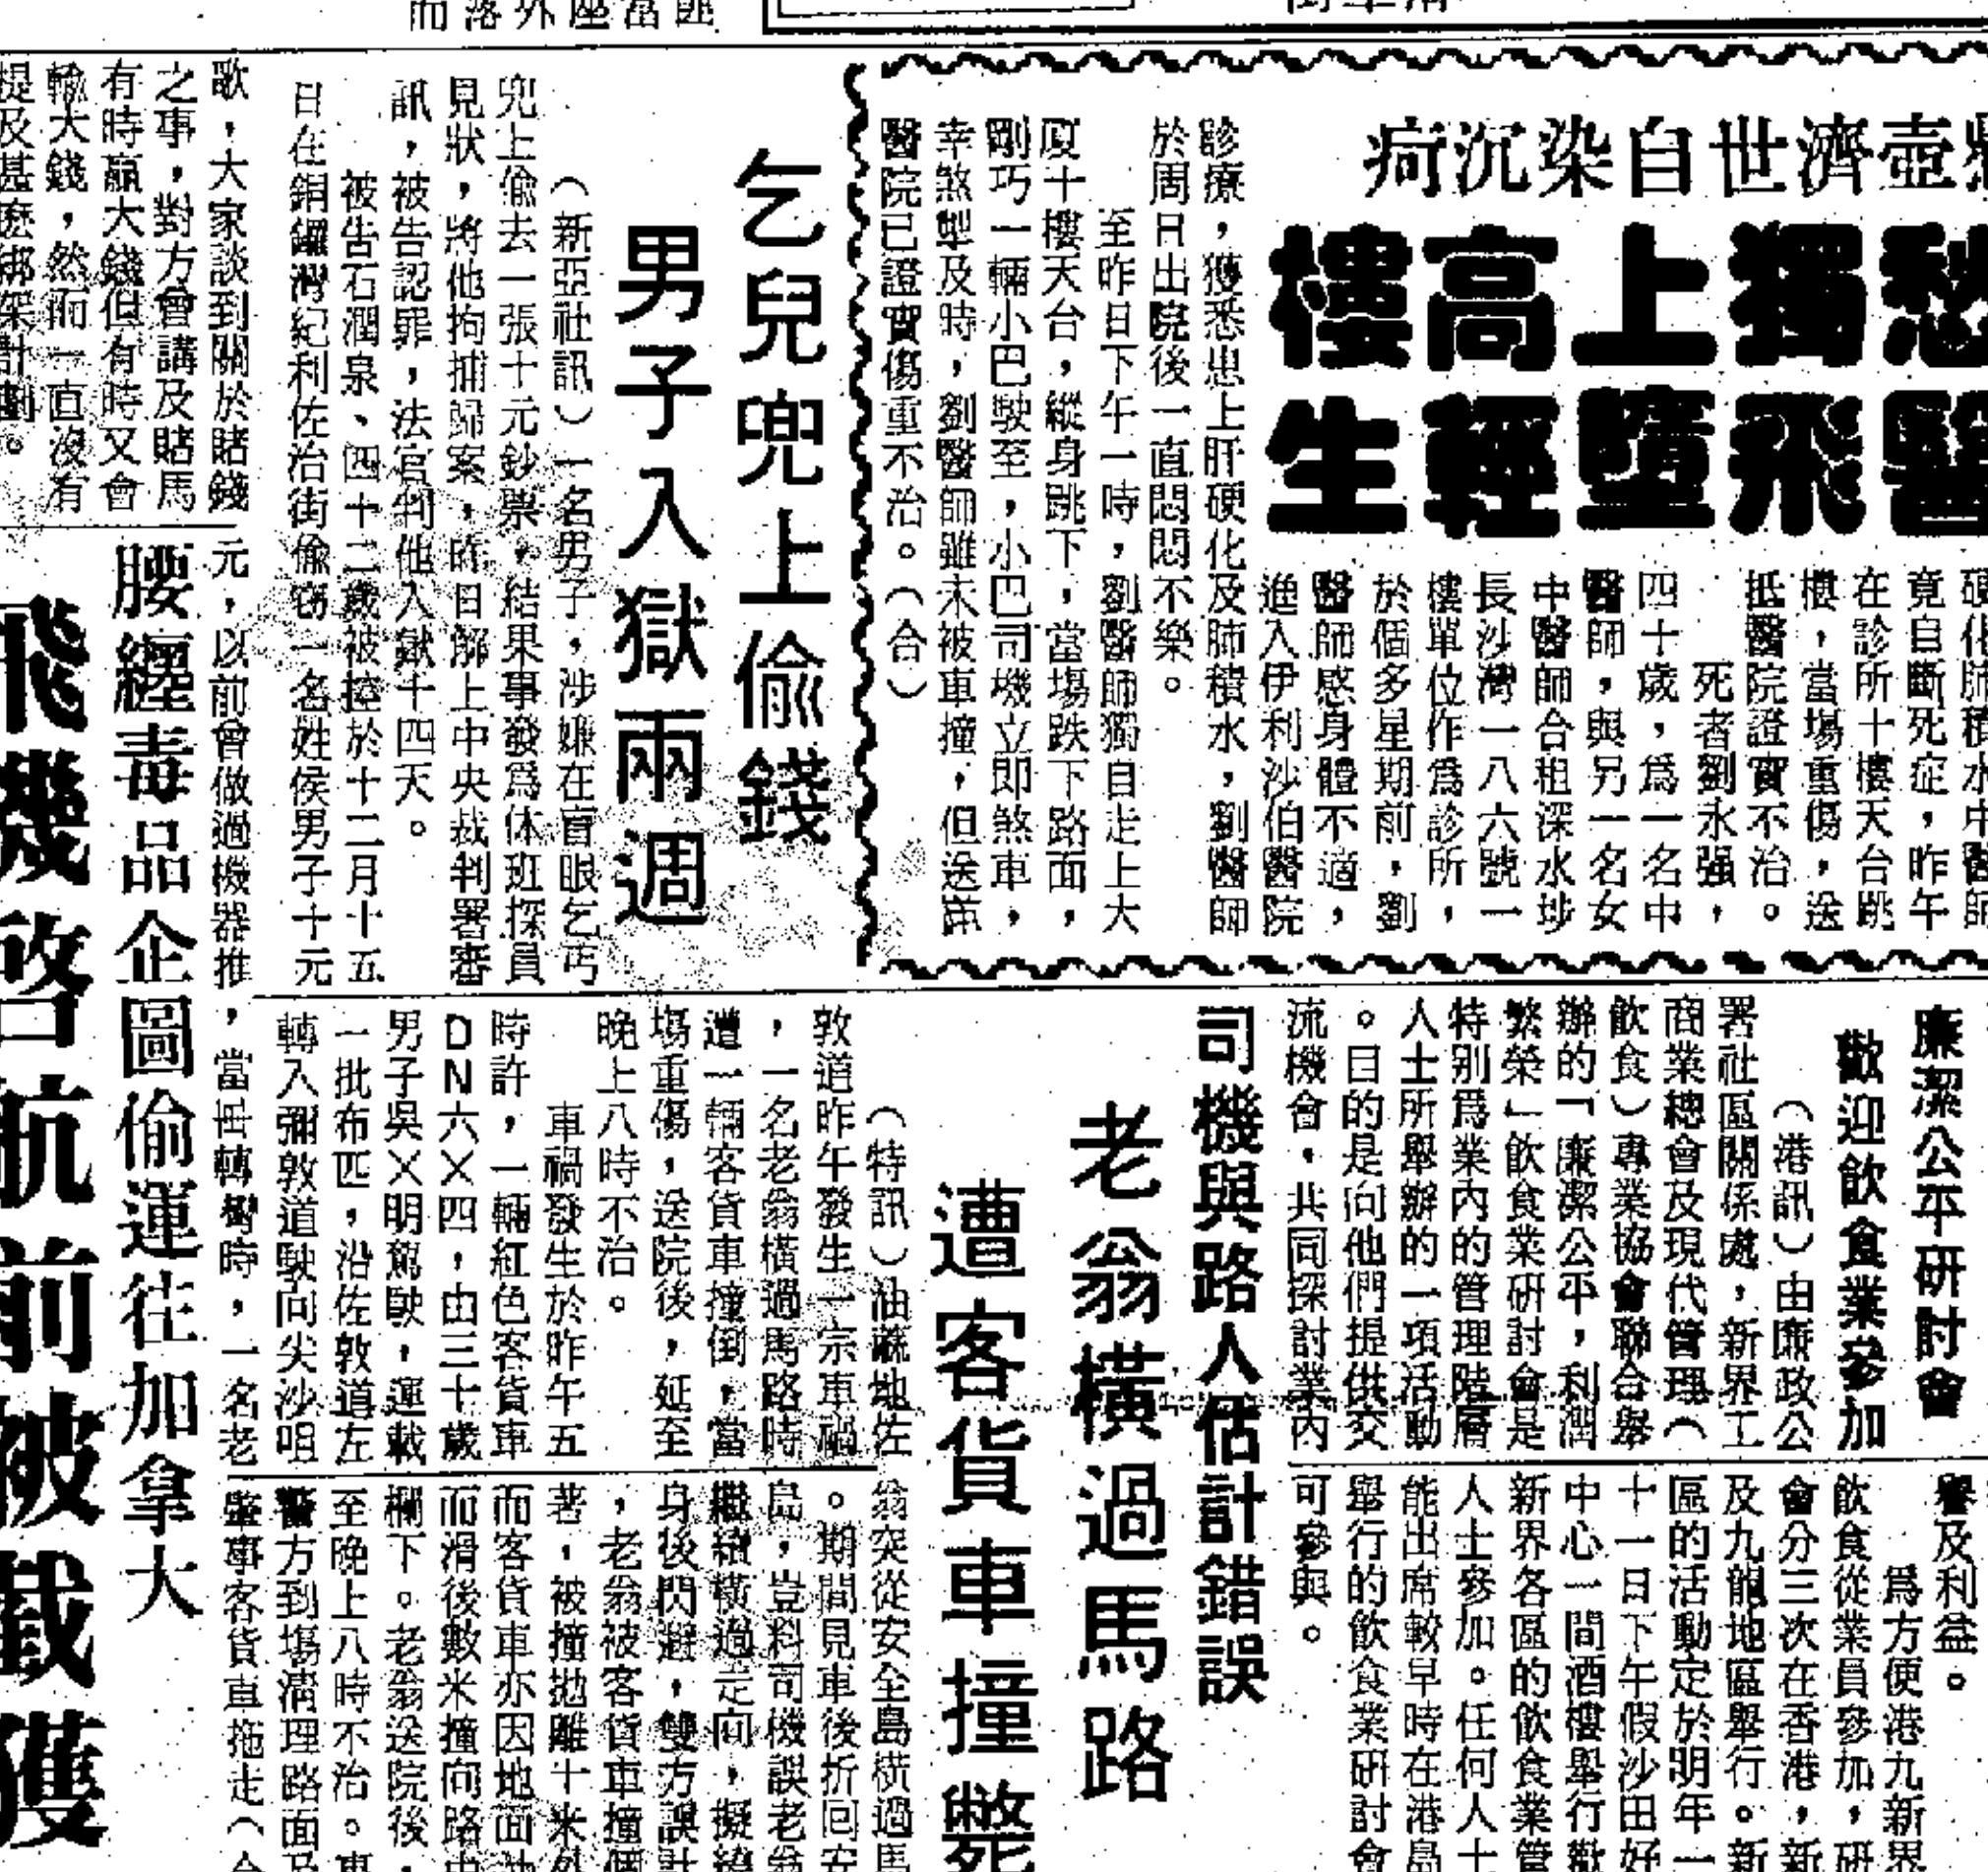 壺濟世自染沉疴
愁獨上高樓
醫飛墮輕生
硬化肺積水中醫師
竟自斷死症，昨午
在診所十樓天台跳
樓，當場重傷，送
抵醫院證實不治。
死者劉永强，
四十歲，爲一名中
醫師，與另一名女
中醫師合租深水埗
長沙灣一八六號一
樓單位作爲診所，
於個多星期前，劉
醫師感身體不適，
進入伊利沙伯醫院
診療，獲悉患上肝硬化及肺積水，劉醫師
於周日出院後一直悶悶不樂。
至昨日下午一時，劉醫師獨自走上大
厦十樓天台，縱身跳下，當場跌下路面，
剛巧一輛小巴駛至，小巴司機立即煞車，
幸煞掣及時，劉醫師雖未被車撞，但送至
醫院已證實傷重不治。（合）
乞兒兜上偷錢
男子入獄兩週
（新亞社訊）一名男子，涉嫌在盲眼乞丐
兜上偷去一張十元鈔票，結果事發爲休班探員
見狀，將他拘捕歸案，昨日解上中央裁判署審
訊，被告認罪，法官判他入獄十四天。
被告石潤泉、四十二歲被控於十二月十五
日在銅鑼灣紀利佐治街偷竊一名姓侯男子十元
歌，大家談到關於賭錢
之事，對方會講及賭馬
有時贏大錢但有時又會
輸大錢，然而一直沒有
提及甚麽綁架計劃。
元，以前曾做過機器推，當
腰纏毒品企圖偷運往加拿大
飛機啓航前被截獲
廉潔公平研討會
歡迎飲食業參加
（港訊）由廉政公
署社區關係處，新界工
商業總會及現代管理（
飲食）專業協會聯合舉
辦的「廉潔公平，利潤
繁榮」飲食業研討會是
特别爲業內的管理階層
人士所舉辦的一項活動
。目的是向他們提供交
流機會，共同探討業內
譽及利益。
爲方便港九新界
飲食從業員參加，研
會分三次在香港，新
及九龍地區舉行。新
區的活動定於明年一
十一日下午假沙田好
中心一間酒樓舉行歡
新界各區的飲食業管
人士參加。任何人士
能出席較早時在港島
舉行的飲食業研討會
可參與。
司機與路人估計錯誤
老翁橫過馬路
遭客貨車撞斃
（特訊）油蔴地佐
敦道昨午發生一宗車禍
，一名老翁橫過馬路時
遭一輛客貨車撞倒，當
場重傷，送院後，延至
晚上八時不治。
車禍發生於昨午五
時許，一輛紅色客貨車
DN六X四，由三十歲
男子吳X明駕駛，運載
一批布匹，沿佐敦道左
轉入彌敦道駛向尖沙咀
時，一名老
翁突從安全島橫過馬
。期間見車後折回安
島，豈料司機誤老翁
繼續橫過走向，擬繞
身後閃避，雙方誤計
，老翁被客貨車撞個
著，被撞拋離十米外
而客貨車亦因地面油
而滑後數米撞向路中
欄下。老翁送院後，
至晚上八時不治。事
警方到場淸理路面及
肇事客貨車拖走（合